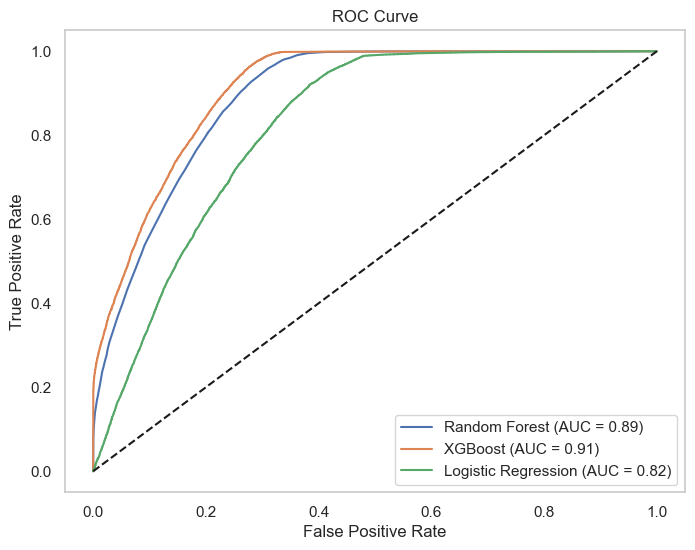 ROC Curve
1.0
0.8
0.6
0.4
0.2
0.0
True Positive Rate
Random Forest (AUC = 0.89)
XGBoost (AUC = 0.91)
Logistic Regression (AUC = 0.82)
0.0 0.2 0.4 0.6 0.8 1.0
False Positive Rate